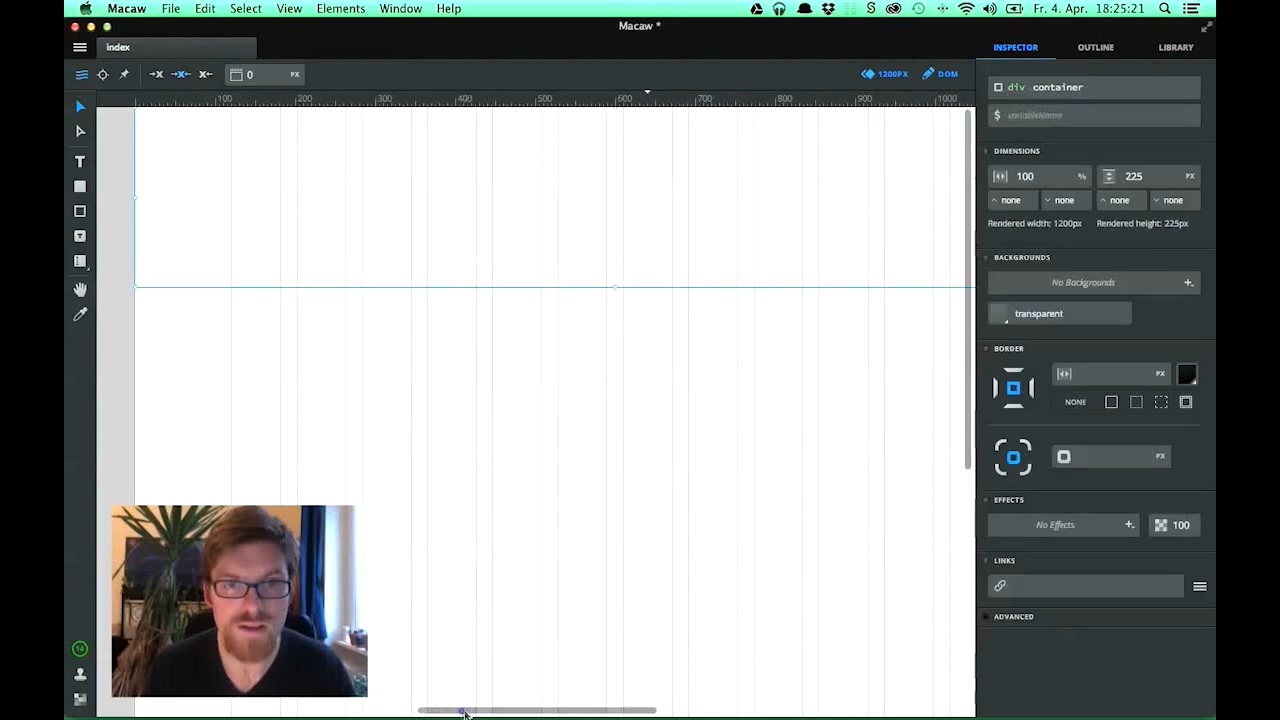 Macaw File Edit Select View Elements Window Help Fr. 4. Apr. 18:25:21
Macaw *
index INSPECTOR OUTLINE LIBRARY
0 PX 1200PX DOM
100 200 300 400 500 600 700 800 900 1000
div .container
$ variableName
DIMENSIONS
100 % 225 PX
none none none none
Rendered width: 1200px Rendered height: 225px
BACKGROUNDS
No Backgrounds
transparent
BORDER
PX
NONE
PX
EFFECTS
No Effects 100
LINKS
ADVANCED
14